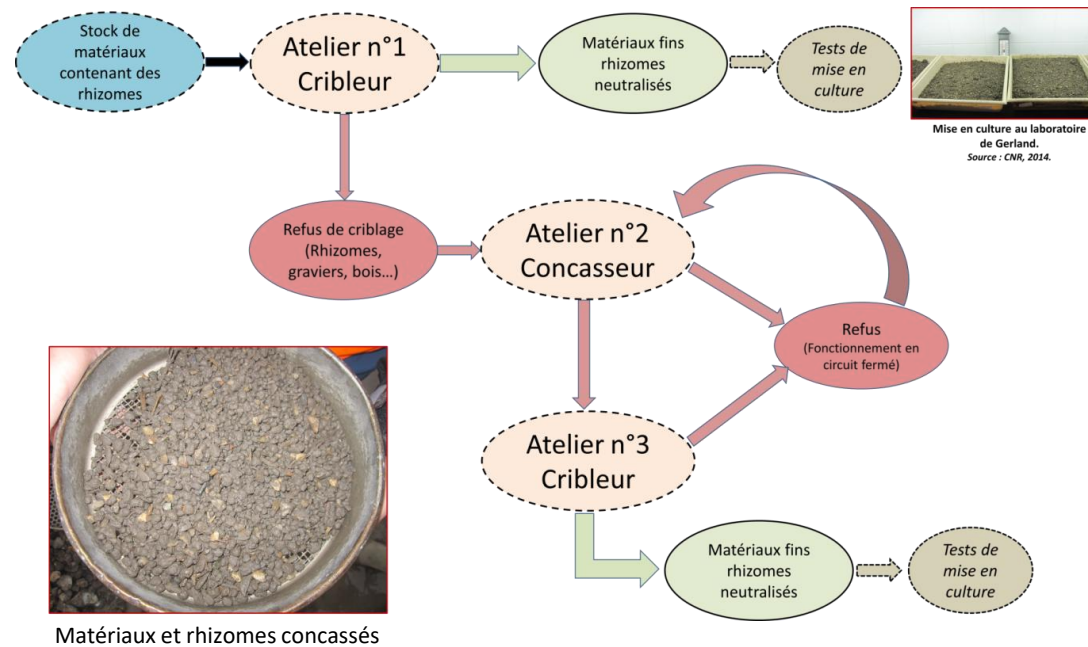 Stock de
matériaux
contenant des
rhizomes
Atelier n°1
Cribleur
Matériaux fins
rhizomes
neutralisés
Tests de
mise en
culture
Mise en culture au laboratoire
de Gerland.
Source : CNR, 2014.
Refus de criblage
(Rhizomes,
graviers, bois…)
Atelier n°2
Concasseur
Refus
(Fonctionnement en
circuit fermé)
Atelier n°3
Cribleur
Matériaux fins
rhizomes
neutralisés
Tests de
mise en
culture
Matériaux et rhizomes concassés